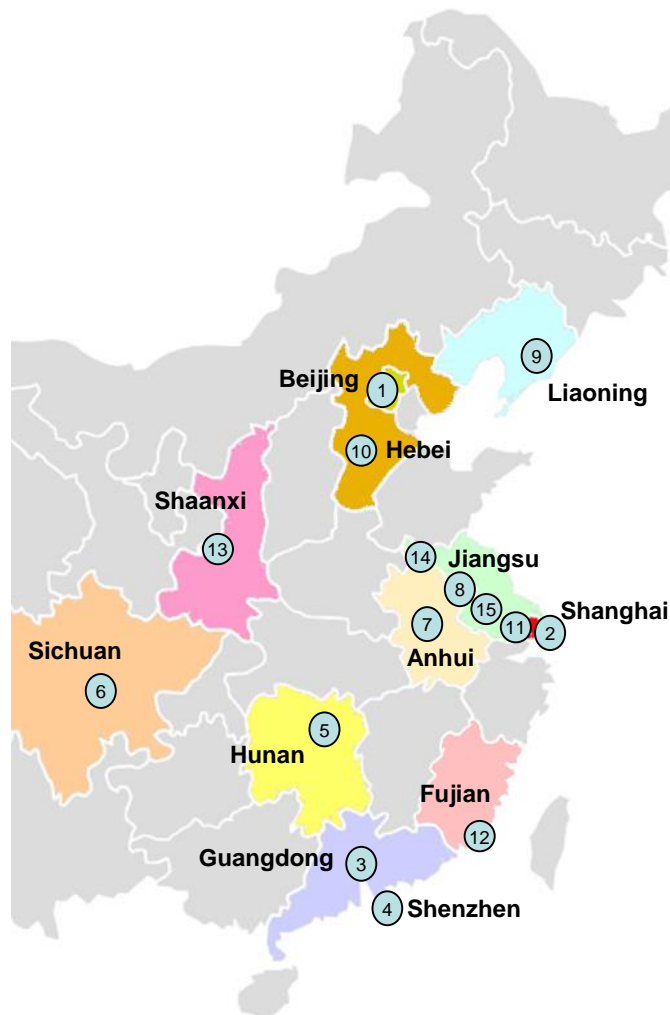 9
Beijing
1
Liaoning
10
Hebei
Shaanxi
13
14
Jiangsu
8
15
Shanghai
7
11
2
Sichuan
Anhui
6
5
Hunan
Fujian
12
Guangdong
3
4
Shenzhen